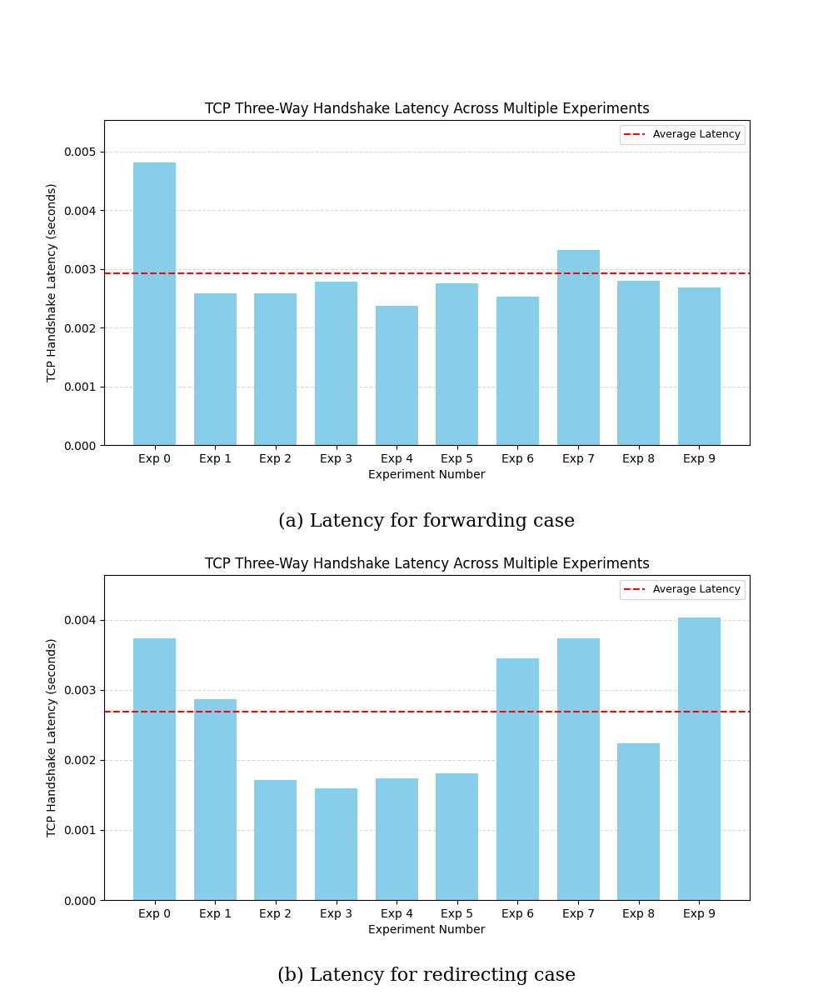 TCP Three-Way Handshake Latency Across Multiple Experiments
Average Latency
TCP Handshake Latency (seconds)
0.005
0.004
0.003
0.002
0.001
0.000
Exp 0 Exp 1 Exp 2 Exp 3 Exp 4 Exp 5 Exp 6 Exp 7 Exp 8 Exp 9
Experiment Number
(a) Latency for forwarding case
TCP Three-Way Handshake Latency Across Multiple Experiments
Average Latency
TCP Handshake Latency (seconds)
0.004
0.003
0.002
0.001
0.000
Exp 0 Exp 1 Exp 2 Exp 3 Exp 4 Exp 5 Exp 6 Exp 7 Exp 8 Exp 9
Experiment Number
(b) Latency for redirecting case